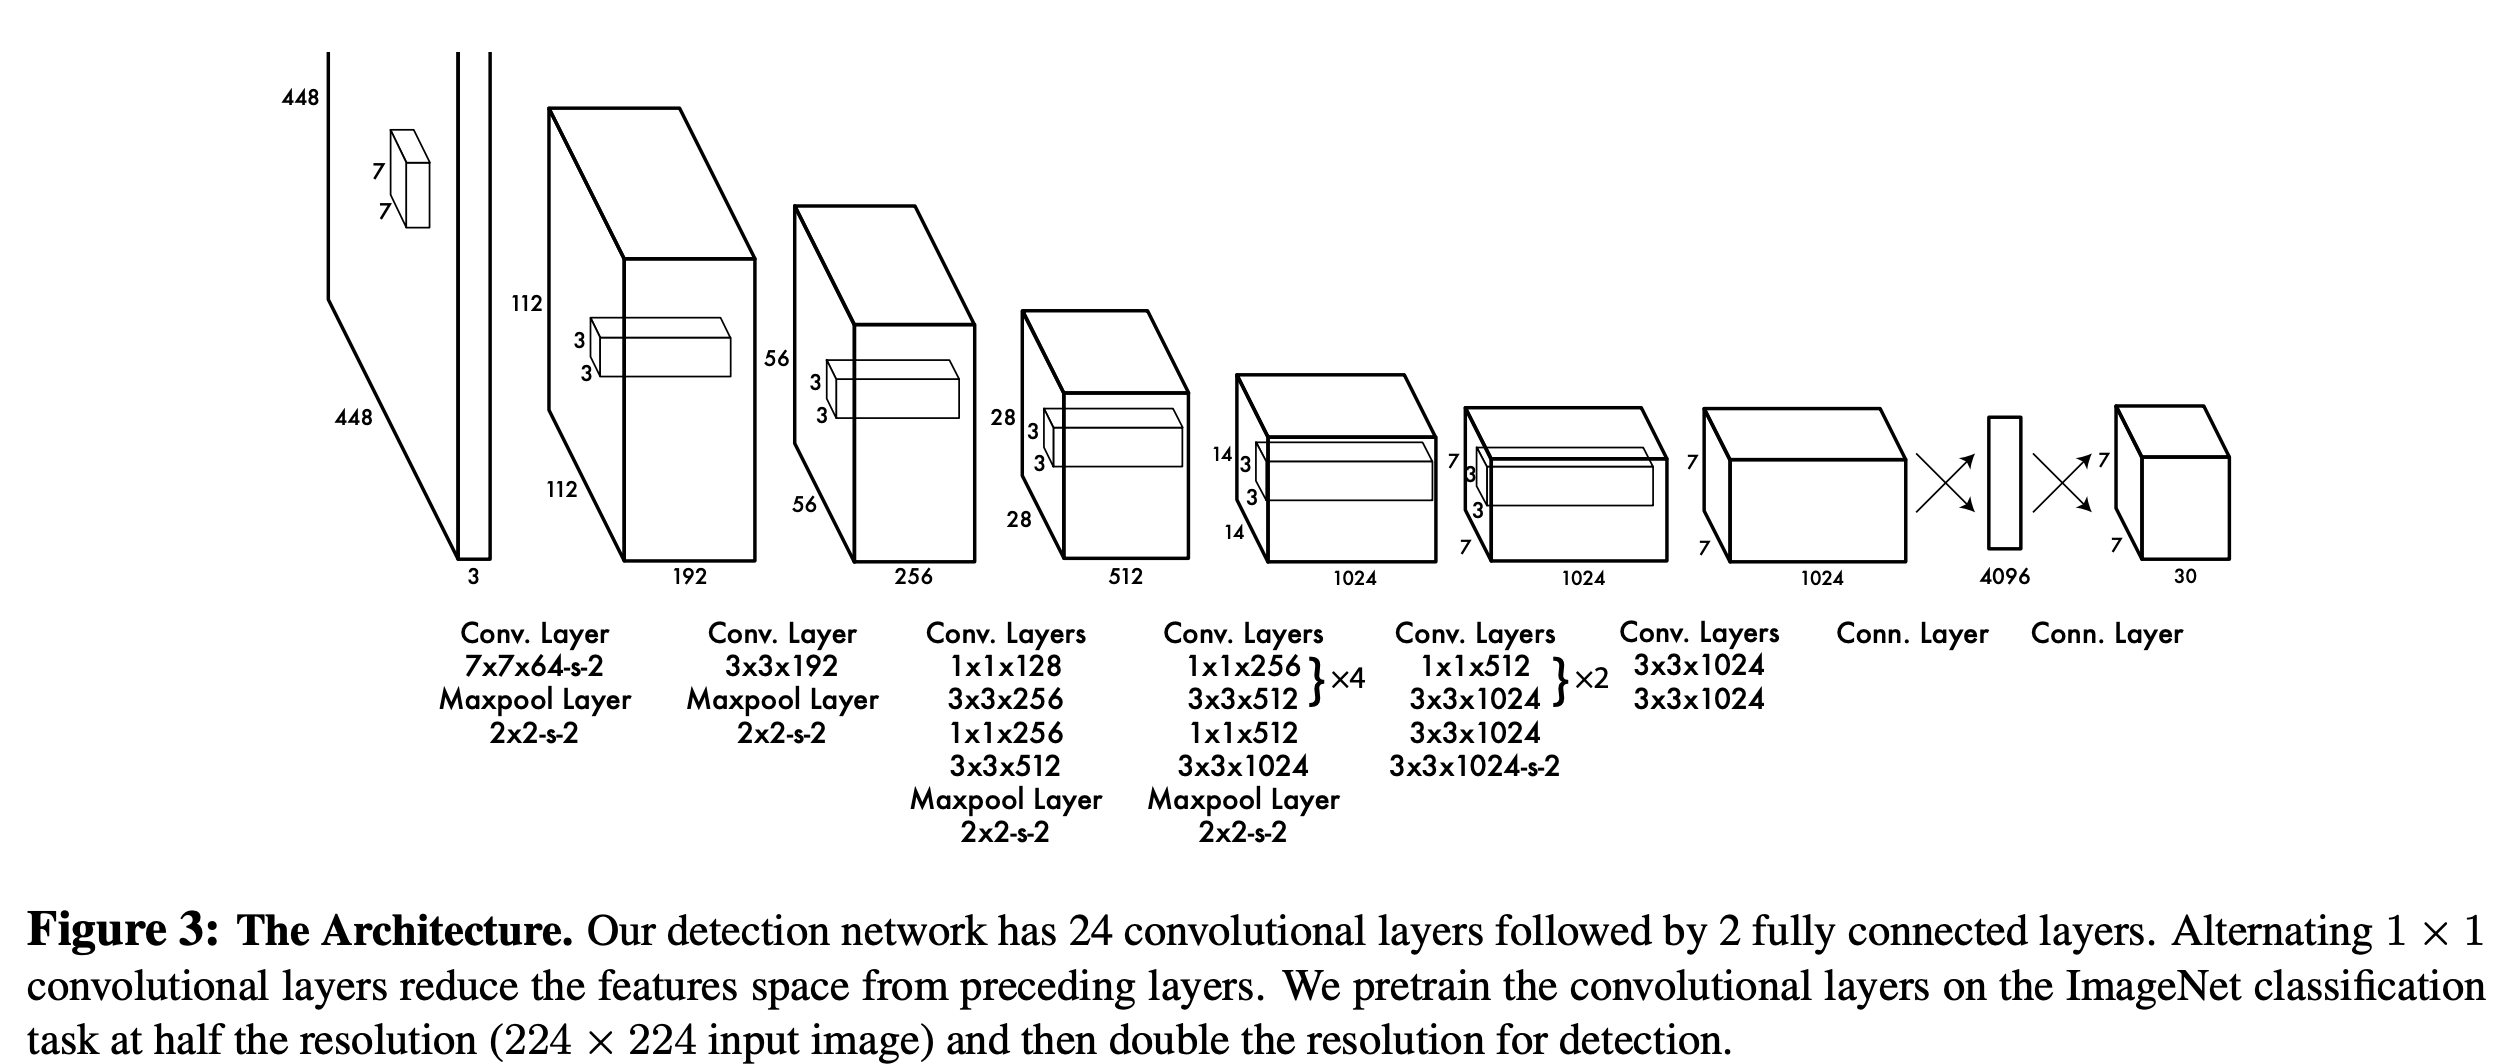 448
7
7
448
3
112
3
3
112
192
56
3
3
56
256
28
3
3
28
512
14
3
3
14
1024
7
3
3
7
1024
7
7
1024
4096
7
7
30
Conv. Layer
7x7x64-s-2
Maxpool Layer
2x2-s-2
Conv. Layer
3x3x192
Maxpool Layer
2x2-s-2
Conv. Layers
1x1x128
3x3x256
1x1x256
3x3x512
Maxpool Layer
2x2-s-2
Conv. Layers
1x1x256
3x3x512
} ×4
1x1x512
3x3x1024
Maxpool Layer
2x2-s-2
Conv. Layers
1x1x512
3x3x1024
} ×2
3x3x1024
3x3x1024-s-2
Conv. Layers
3x3x1024
3x3x1024
Conn. Layer
Conn. Layer
Figure 3: The Architecture. Our detection network has 24 convolutional layers followed by 2 fully connected layers. Alternating 1 × 1
convolutional layers reduce the features space from preceding layers. We pretrain the convolutional layers on the ImageNet classification
task at half the resolution (224 × 224 input image) and then double the resolution for detection.